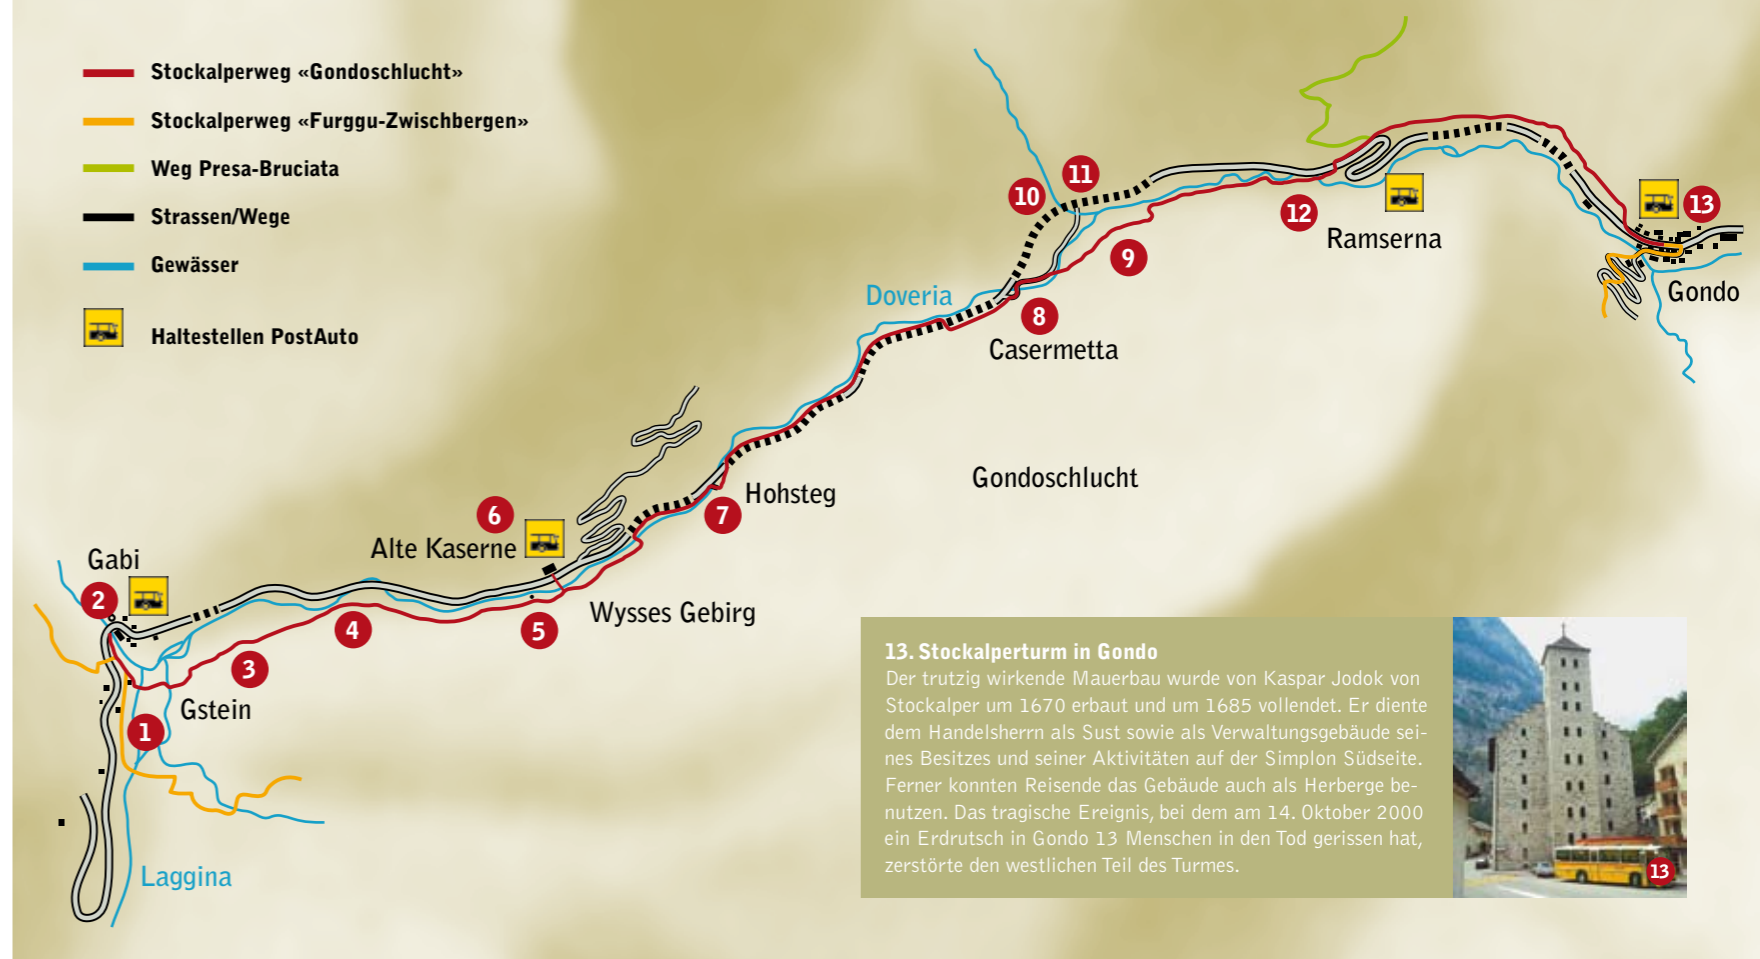 Stockalperweg «Gondoschlucht»
Stockalperweg «Furggu-Zwischbergen»
Weg Presa-Bruciata
Strassen/Wege
Gewässer
Haltestellen PostAuto
11
10
13
12
Ramserna
9
Gondo
Doveria
8
Casermetta
Gondoschlucht
Hohsteg
7
6
Alte Kaserne
Gabi
2
Wysses Gebirg
5
4
3
Gstein
1
Laggina
13. Stockalperturm in Gondo
Der trutzig wirkende Mauerbau wurde von Kaspar Jodok von
Stockalper um 1670 erbaut und um 1685 vollendet. Er diente
dem Handelsherrn als Sust sowie als Verwaltungsgebäude sei-
nes Besitzes und seiner Aktivitäten auf der Simplon Südseite.
Ferner konnten Reisende das Gebäude auch als Herberge be-
nutzen. Das tragische Ereignis, bei dem am 14. Oktober 2000
ein Erdrutsch in Gondo 13 Menschen in den Tod gerissen hat,
zerstörte den westlichen Teil des Turmes.
13